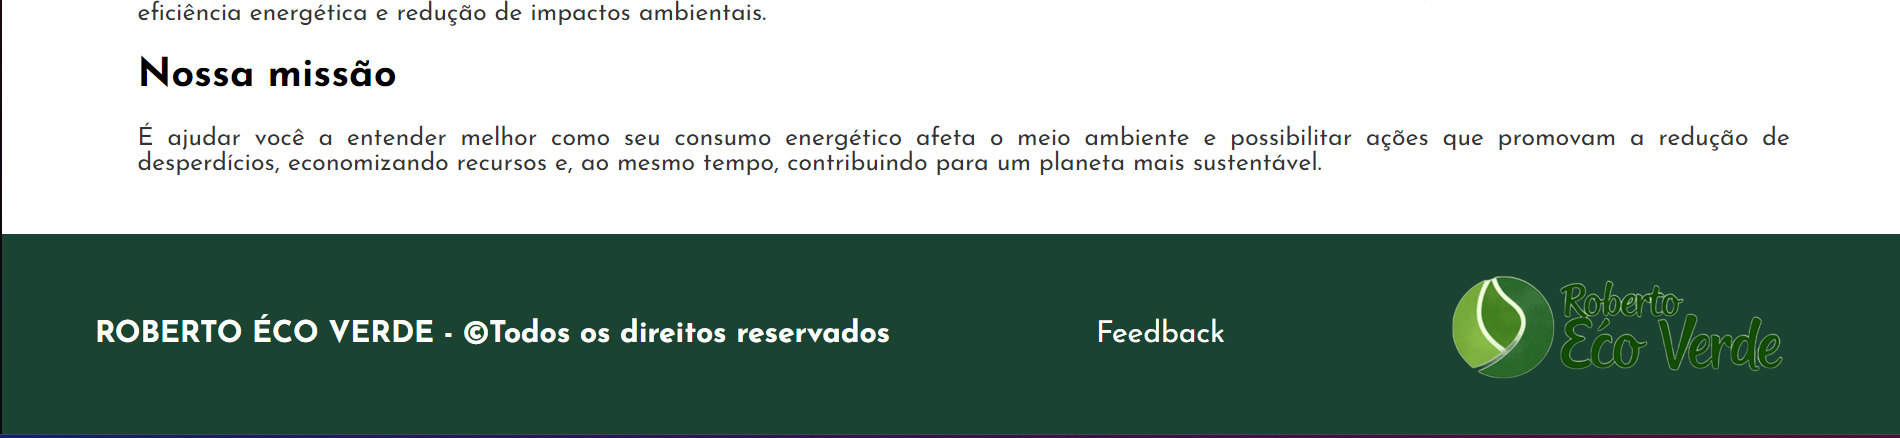 eficiência energética e redução de impactos ambientais.
Nossa missão
É ajudar você a entender melhor como seu consumo energético afeta o meio ambiente e possibilitar ações que promovam a redução de
desperdícios, economizando recursos e, ao mesmo tempo, contribuindo para um planeta mais sustentável.
ROBERTO ÉCO VERDE - ©Todos os direitos reservados
Feedback
Roberto
Éco Verde